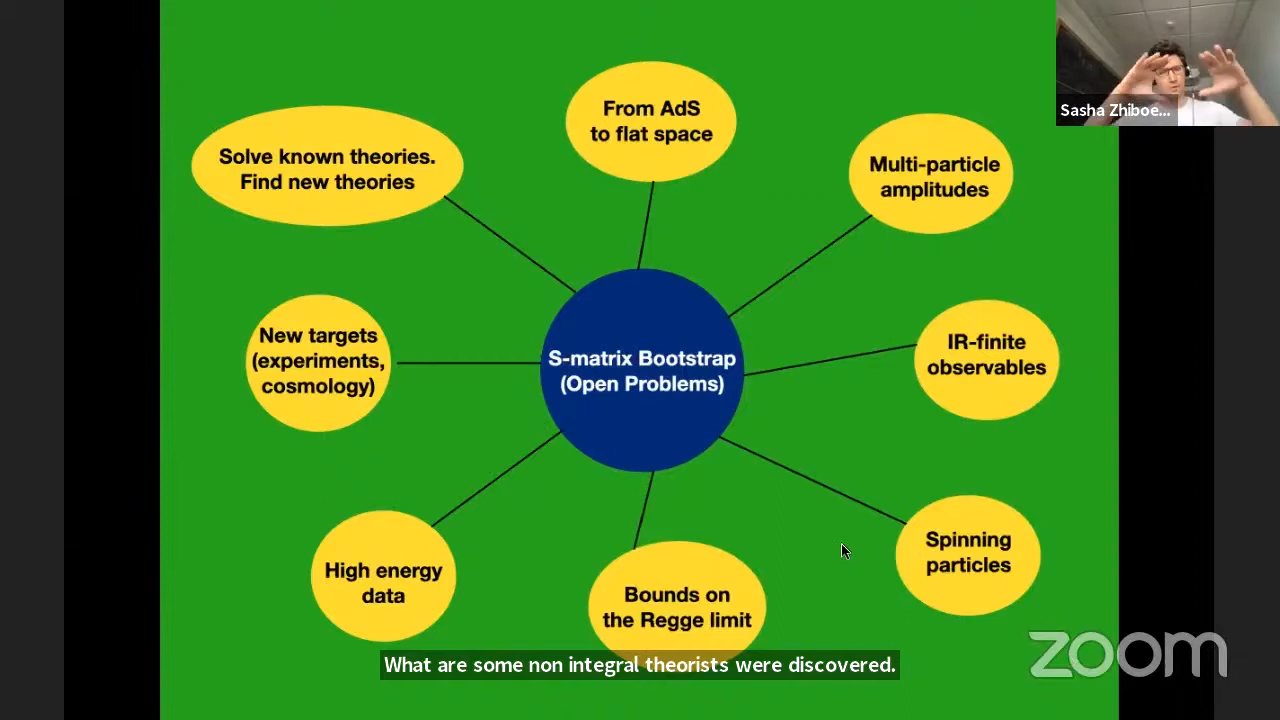 From AdS
to flat space
Sasha Zhiboe...
Solve known theories.
Find new theories
Multi-particle
amplitudes
New targets
(experiments,
cosmology)
S-matrix Bootstrap
(Open Problems)
IR-finite
observables
High energy
data
Bounds on
the Regge limit
Spinning
particles
What are some non integral theorists were discovered.
zoom